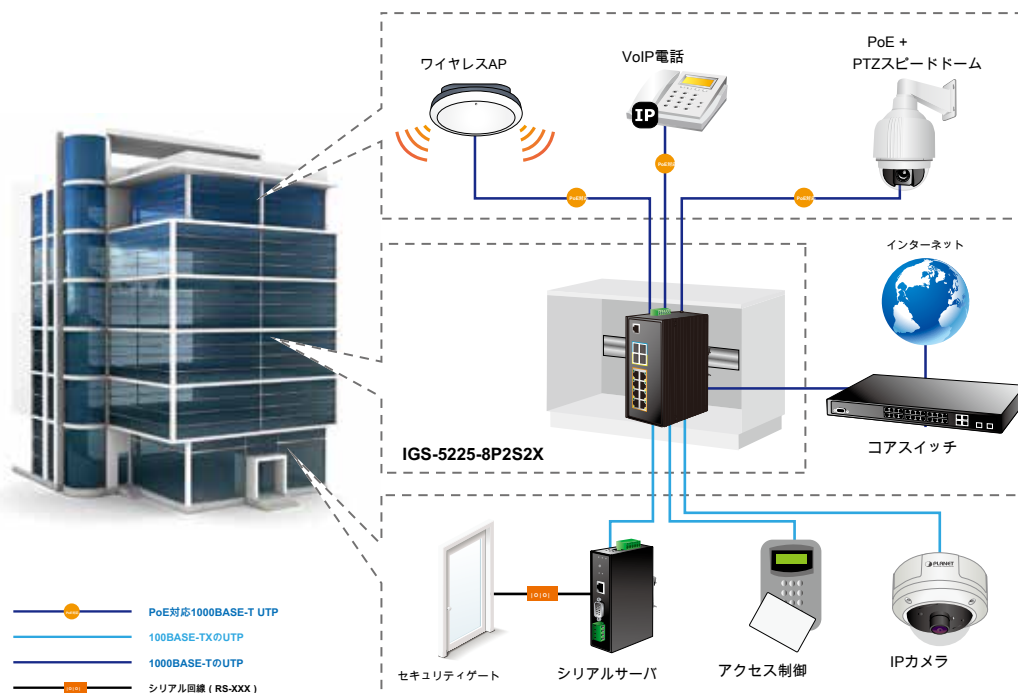 ワイヤレスAP
VoIP電話
PoE +
PTZスピードドーム
IP
インターネット
IGS-5225-8P2S2X
コアスイッチ
PLANET
セキュリティゲート
シリアルサーバ
アクセス制御
IPカメラ
PoE対応1000BASE-T UTP
100BASE-TXのUTP
1000BASE-TのUTP
シリアル回線 ( RS-XXX )